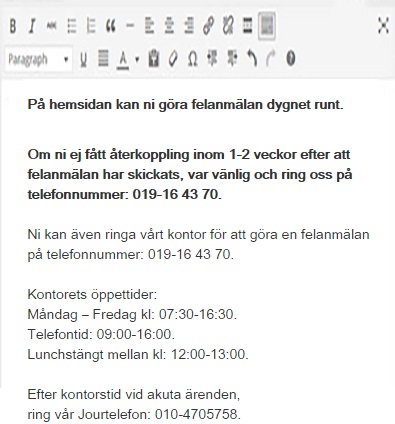 B I ABC
Paragraph U A Ω
På hemsidan kan ni göra felanmälan dygnet runt.
Om ni ej fått återkoppling inom 1-2 veckor efter att
felanmälan har skickats, var vänlig och ring oss på
telefonnummer: 019-16 43 70.
Ni kan även ringa vårt kontor för att göra en felanmälan
på telefonnummer: 019-16 43 70.
Kontorets öppettider:
Måndag – Fredag kl: 07:30-16:30.
Telefontid: 09:00-16:00.
Lunchstängt mellan kl: 12:00-13:00.
Efter kontorstid vid akuta ärenden,
ring vår Jourtelefon: 010-4705758.